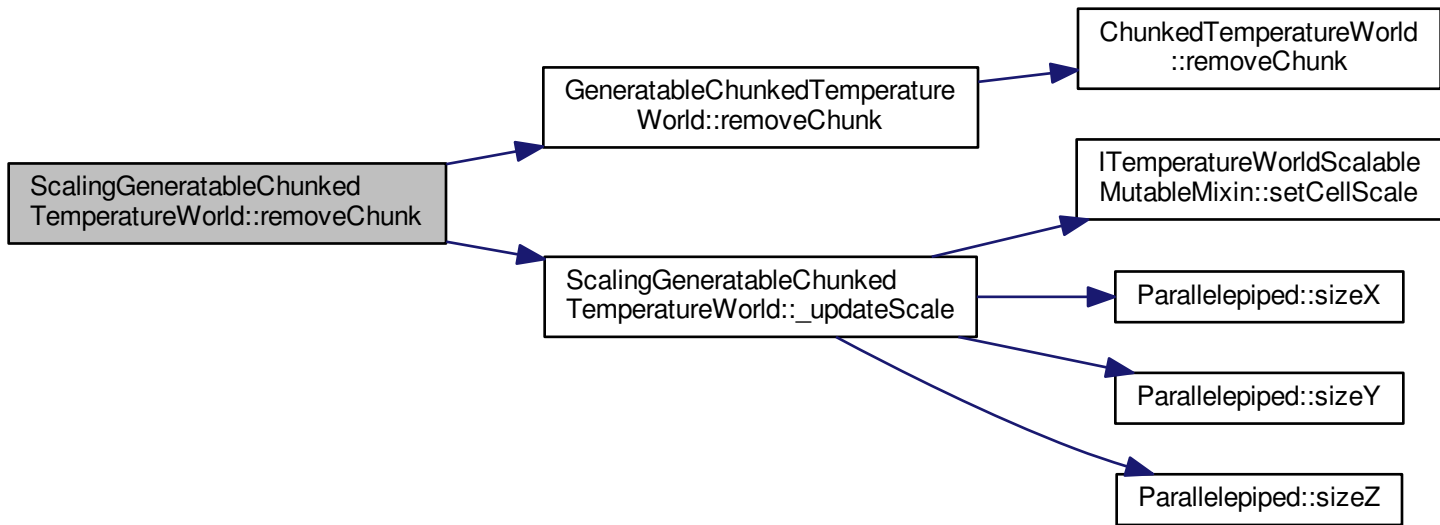 ScalingGeneratableChunked
TemperatureWorld::removeChunk
GeneratableChunkedTemperature
World::removeChunk
ChunkedTemperatureWorld
::removeChunk
ScalingGeneratableChunked
TemperatureWorld::_updateScale
ITemperatureWorldScalable
MutableMixin::setCellScale
Parallelepiped::sizeX
Parallelepiped::sizeY
Parallelepiped::sizeZ